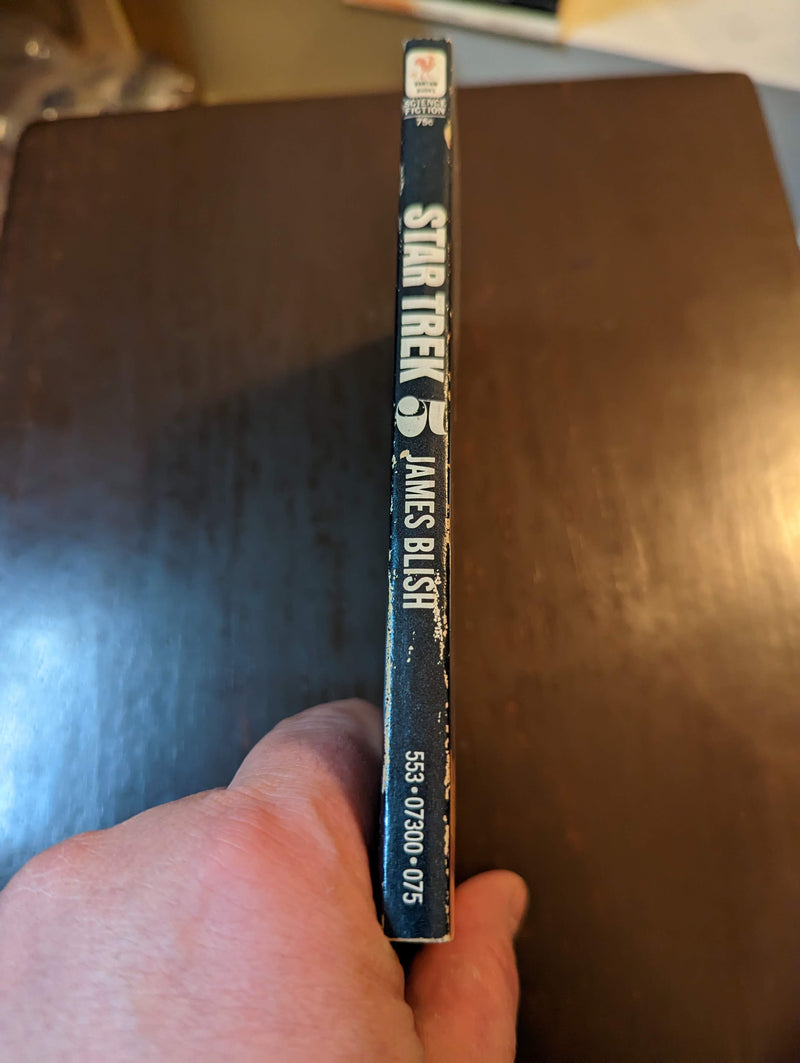 BANTAM
BOOKS
SCIENCE
FICTION
75¢
STAR TREK 5
JAMES BLISH
553•07300•075